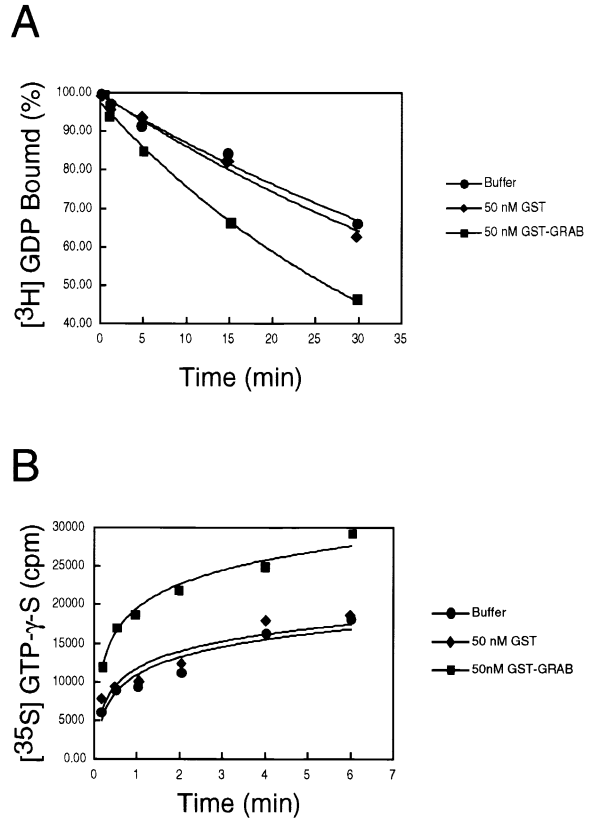 A
[3H] GDP Boumd (%)
100.00
90.00
80.00
70.00
60.00
50.00
40.00
0 5 10 15 20 25 30 35
Time (min)
Buffer
50 nM GST
50 nM GST-GRAB
B
[35S] GTP-γ-S (cpm)
30000
25000
20000
15000
10000
5000
0.00
0 1 2 3 4 5 6 7
Time (min)
Buffer
50 nM GST
50nM GST-GRAB